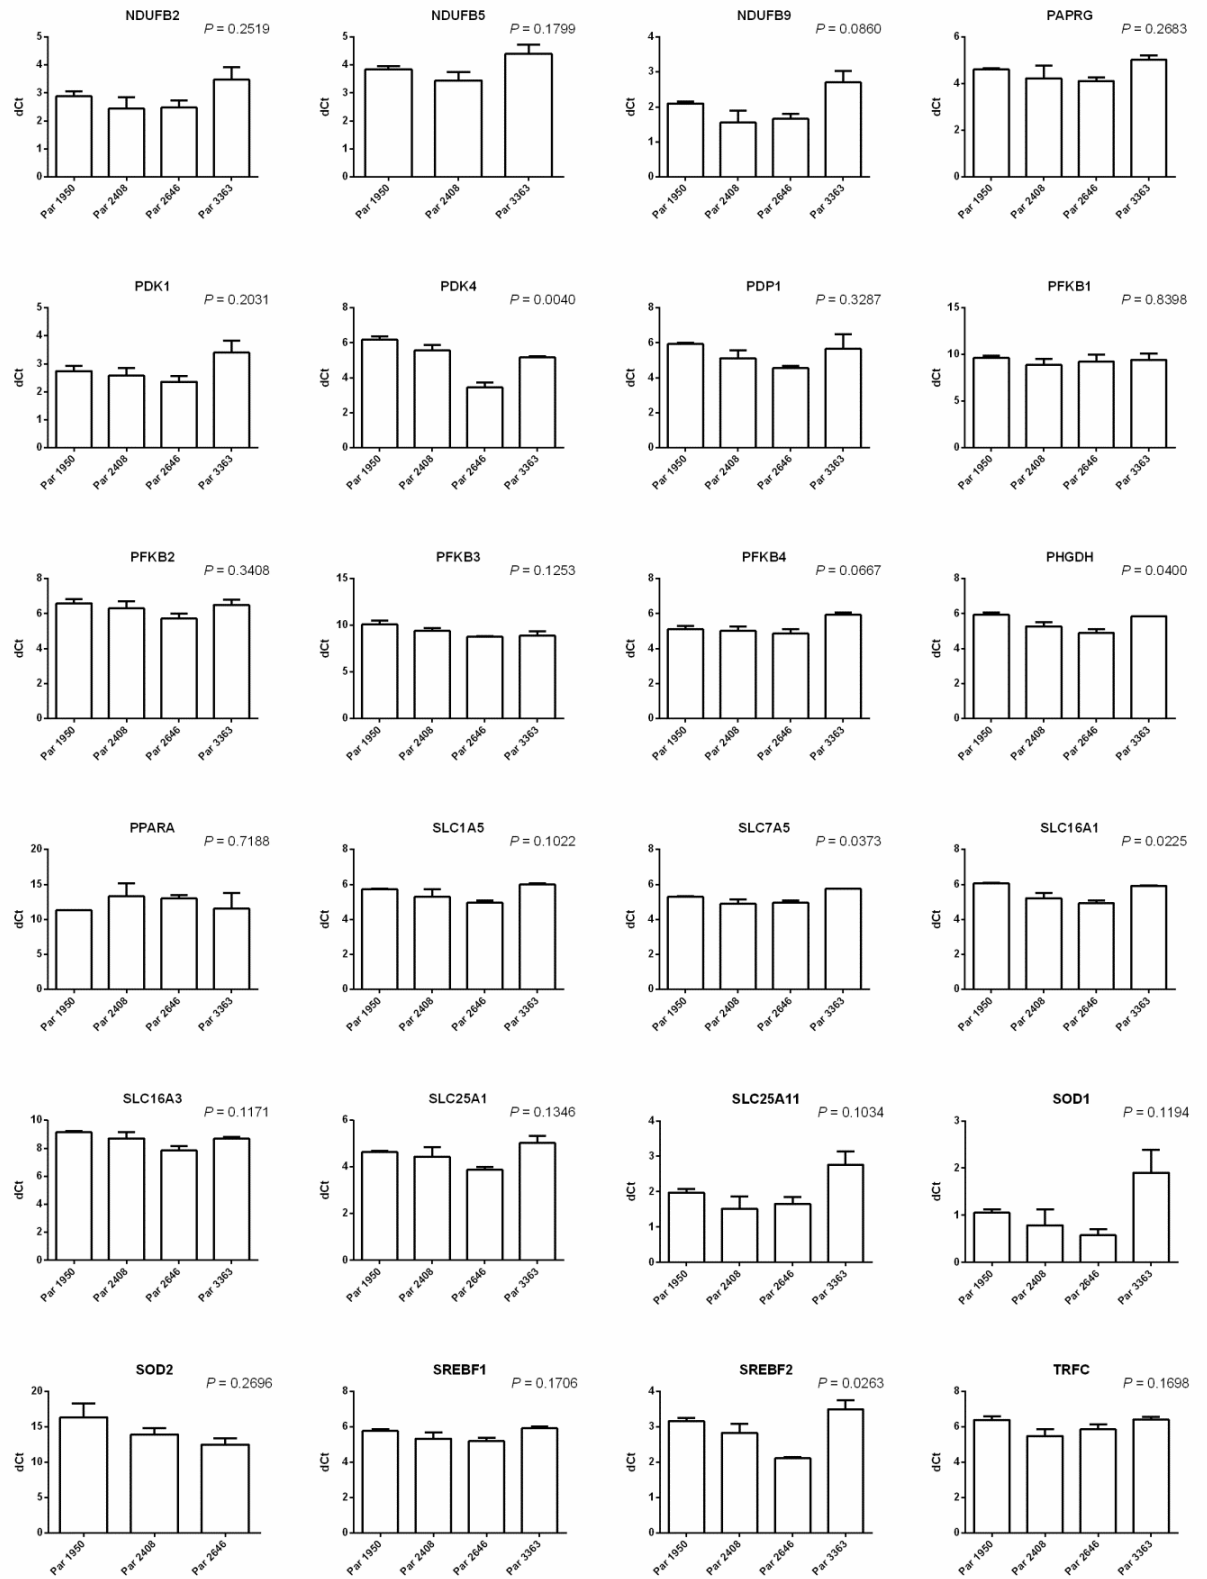 NDUFB2
P = 0.2519
dCt
5
4
3
2
1
0
Par 1950
Par 2408
Par 2646
Par 3363
NDUFB5
P = 0.1799
dCt
5
4
3
2
1
0
Par 1950
Par 2408
Par 3363
NDUFB9
P = 0.0860
dCt
4
3
2
1
0
Par 1950
Par 2408
Par 2646
Par 3363
PAPRG
P = 0.2683
dCt
6
4
2
0
Par 1950
Par 2408
Par 2646
Par 3363
PDK1
P = 0.2031
dCt
5
4
3
2
1
0
Par 1950
Par 2408
Par 2646
Par 3363
PDK4
P = 0.0040
dCt
8
6
4
2
0
Par 1950
Par 2408
Par 2646
Par 3363
PDP1
P = 0.3287
dCt
8
6
4
2
0
Par 1950
Par 2408
Par 2646
Par 3363
PFKB1
P = 0.8398
dCt
15
10
5
0
Par 1950
Par 2408
Par 2646
Par 3363
PFKB2
P = 0.3408
dCt
8
6
4
2
0
Par 1950
Par 2408
Par 2646
Par 3363
PFKB3
P = 0.1253
dCt
15
10
5
0
Par 1950
Par 2408
Par 2646
Par 3363
PFKB4
P = 0.0667
dCt
8
6
4
2
0
Par 1950
Par 2408
Par 2646
Par 3363
PHGDH
P = 0.0400
dCt
8
6
4
2
0
Par 1950
Par 2408
Par 2646
Par 3363
PPARA
P = 0.7188
dCt
20
15
10
5
0
Par 1950
Par 2408
Par 2646
Par 3363
SLC1A5
P = 0.1022
dCt
8
6
4
2
0
Par 1950
Par 2408
Par 2646
Par 3363
SLC7A5
P = 0.0373
dCt
8
6
4
2
0
Par 1950
Par 2408
Par 2646
Par 3363
SLC16A1
P = 0.0225
dCt
8
6
4
2
0
Par 1950
Par 2408
Par 2646
Par 3363
SLC16A3
P = 0.1171
dCt
10
8
6
4
2
0
Par 1950
Par 2408
Par 2646
Par 3363
SLC25A1
P = 0.1346
dCt
6
4
2
0
Par 1950
Par 2408
Par 2646
Par 3363
SLC25A11
P = 0.1034
dCt
4
3
2
1
0
Par 1950
Par 2408
Par 2646
Par 3363
SOD1
P = 0.1194
dCt
3
2
1
0
Par 1950
Par 2408
Par 2646
Par 3363
SOD2
P = 0.2696
dCt
20
15
10
5
0
Par 1950
Par 2408
Par 2646
SREBF1
P = 0.1706
dCt
8
6
4
2
0
Par 1950
Par 2408
Par 2646
Par 3363
SREBF2
P = 0.0263
dCt
4
3
2
1
0
Par 1950
Par 2408
Par 2646
Par 3363
TRFC
P = 0.1698
dCt
8
6
4
2
0
Par 1950
Par 2408
Par 2646
Par 3363